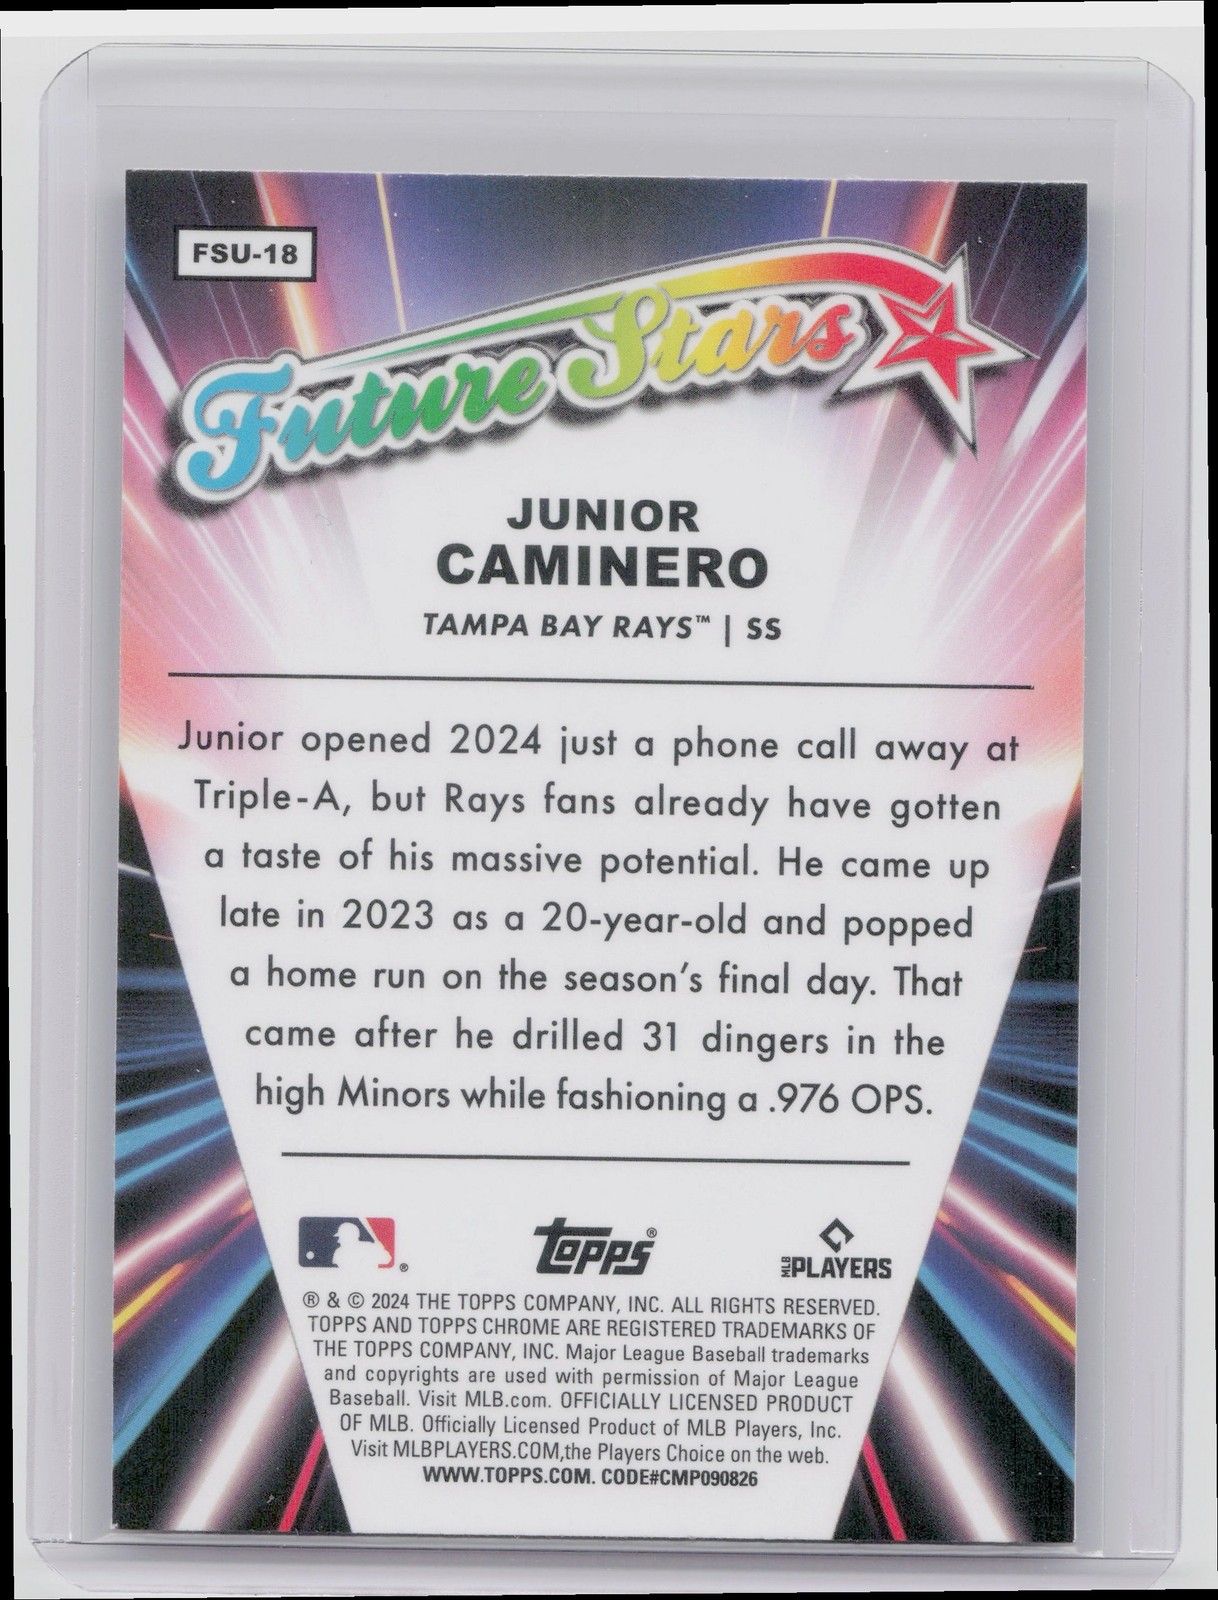 FSU-18
Future Stars
JUNIOR
CAMINERO
TAMPA BAY RAYS™ | SS
Junior opened 2024 just a phone call away at
Triple-A, but Rays fans already have gotten
a taste of his massive potential. He came up
late in 2023 as a 20-year-old and popped
a home run on the season's final day. That
came after he drilled 31 dingers in the
high Minors while fashioning a .976 OPS.
® topps® MLB PLAYERS
® & © 2024 THE TOPPS COMPANY, INC. ALL RIGHTS RESERVED.
TOPPS AND TOPPS CHROME ARE REGISTERED TRADEMARKS OF
THE TOPPS COMPANY, INC. Major League Baseball trademarks
and copyrights are used with permission of Major League
Baseball. Visit MLB.com. OFFICIALLY LICENSED PRODUCT
OF MLB. Officially Licensed Product of MLB Players, Inc.
Visit MLBPLAYERS.COM,the Players Choice on the web.
WWW.TOPPS.COM. CODE#CMP090826